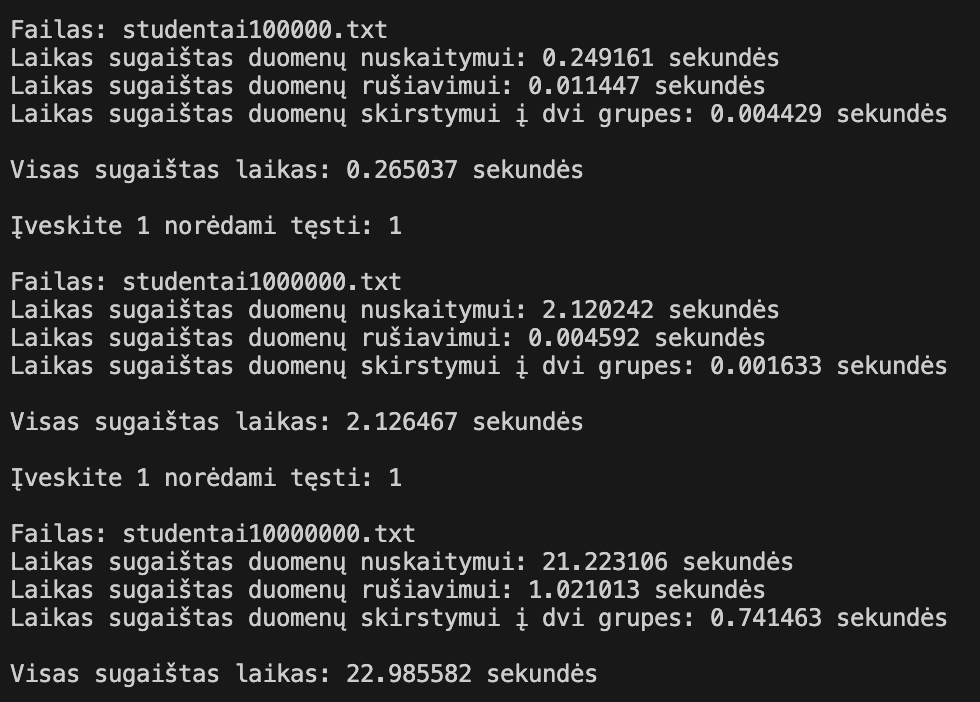 Failas: studentai100000.txt
Laikas sugaištas duomenų nuskaitymui: 0.249161 sekundės
Laikas sugaištas duomenų rušiavimui: 0.011447 sekundės
Laikas sugaištas duomenų skirstymui į dvi grupes: 0.004429 sekundės
Visas sugaištas laikas: 0.265037 sekundės
Įveskite 1 norėdami tęsti: 1
Failas: studentai1000000.txt
Laikas sugaištas duomenų nuskaitymui: 2.120242 sekundės
Laikas sugaištas duomenų rušiavimui: 0.004592 sekundės
Laikas sugaištas duomenų skirstymui į dvi grupes: 0.001633 sekundės
Visas sugaištas laikas: 2.126467 sekundės
Įveskite 1 norėdami tęsti: 1
Failas: studentai10000000.txt
Laikas sugaištas duomenų nuskaitymui: 21.223106 sekundės
Laikas sugaištas duomenų rušiavimui: 1.021013 sekundės
Laikas sugaištas duomenų skirstymui į dvi grupes: 0.741463 sekundės
Visas sugaištas laikas: 22.985582 sekundės